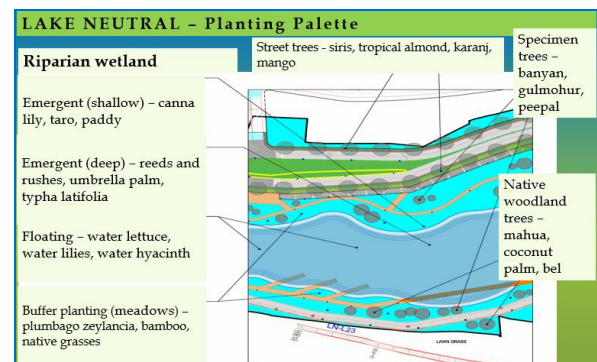 LAKE NEUTRAL – Planting Palette
Riparian wetland
Street trees - siris, tropical almond, karanj,
mango
Specimen
trees –
banyan,
gulmohur,
peepal
Emergent (shallow) – canna
lily, taro, paddy
Emergent (deep) – reeds and
rushes, umbrella palm,
typha latifolia
Native
woodland
trees –
mahua,
coconut
palm, bel
Floating – water lettuce,
water lilies, water hyacinth
Buffer planting (meadows) –
plumbago zeylancia, bamboo,
native grasses
LN-L23
LAWN GRASS